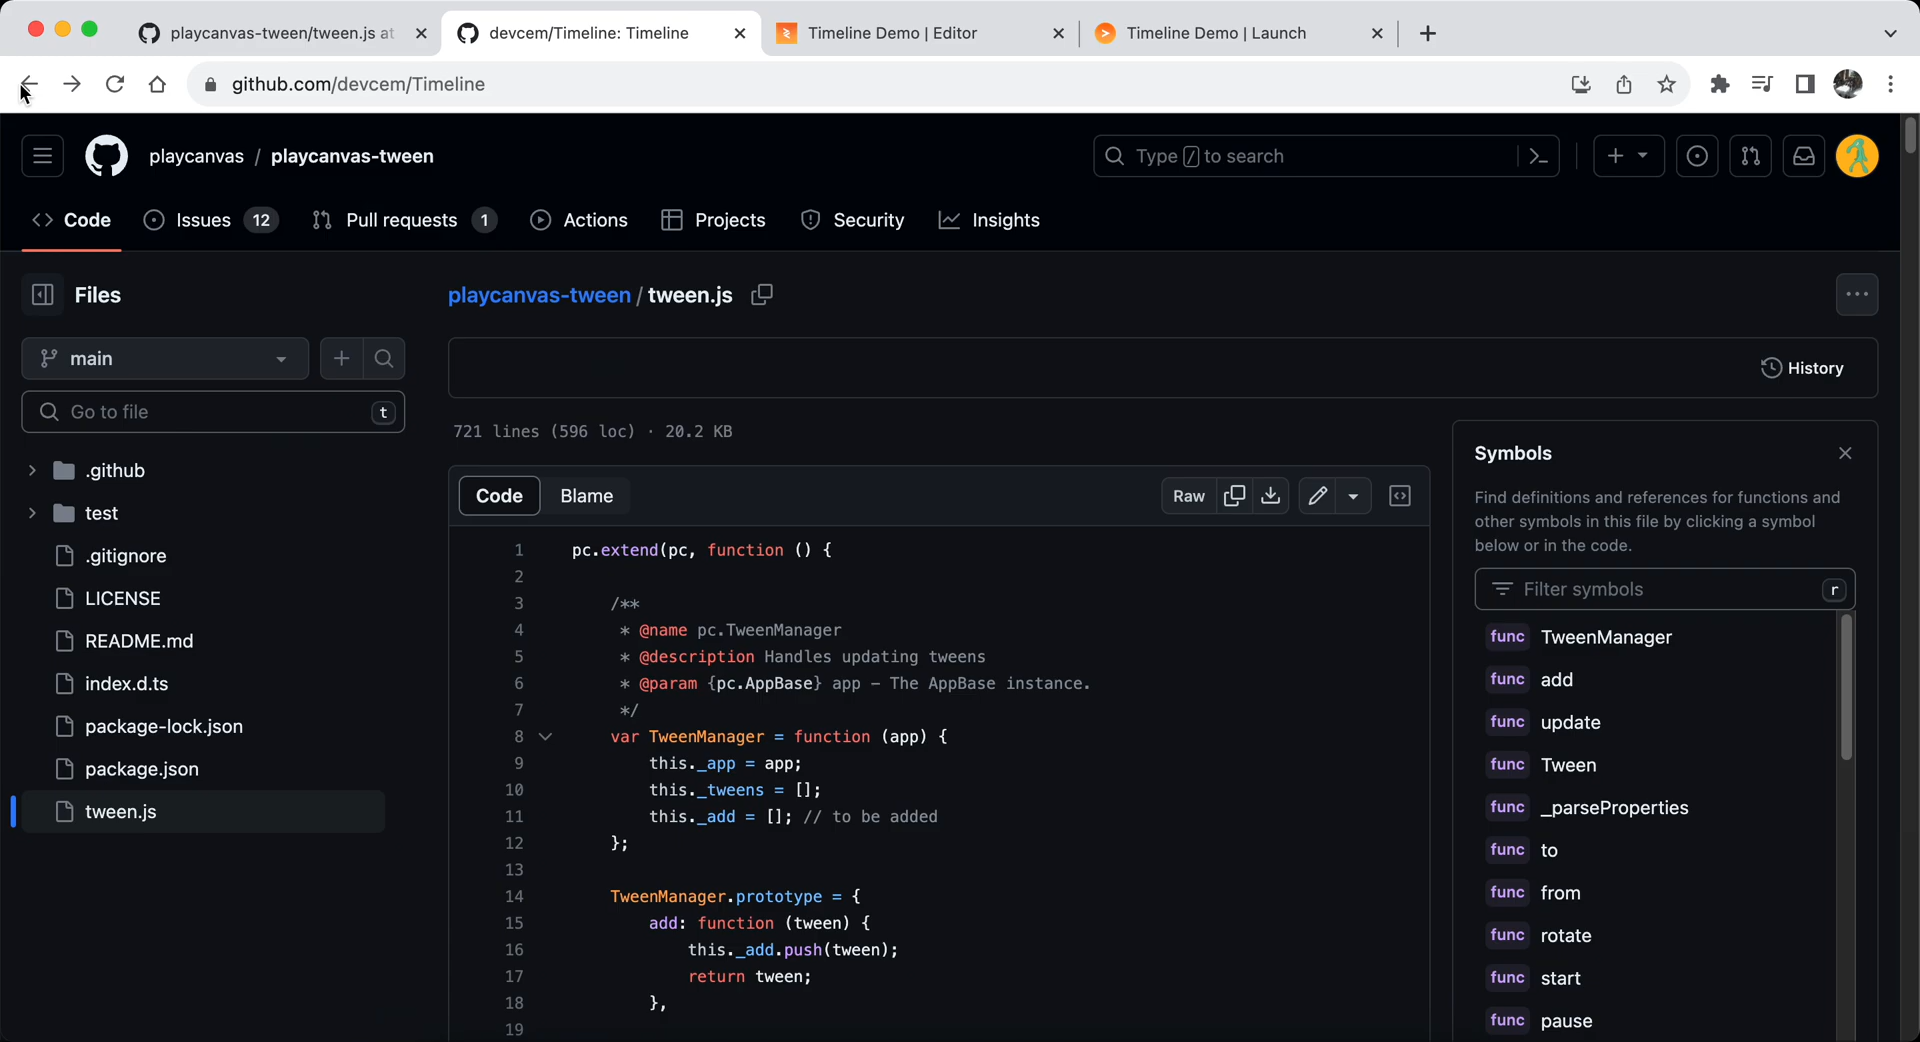 playcanvas-tween/tween.js at
devcem/Timeline: Timeline
Timeline Demo | Editor
Timeline Demo | Launch
github.com/devcem/Timeline
playcanvas / playcanvas-tween
Type / to search
Code
Issues 12
Pull requests 1
Actions
Projects
Security
Insights
Files
playcanvas-tween / tween.js
main
History
Go to file
t
721 lines (596 loc) · 20.2 KB
.github
test
.gitignore
LICENSE
README.md
index.d.ts
package-lock.json
package.json
tween.js
Code
Blame
Raw
1 pc.extend(pc, function () {
2
3 /**
4 * @name pc.TweenManager
5 * @description Handles updating tweens
6 * @param {pc.AppBase} app - The AppBase instance.
7 */
8 var TweenManager = function (app) {
9 this._app = app;
10 this._tweens = [];
11 this._add = []; // to be added
12 };
13
14 TweenManager.prototype = {
15 add: function (tween) {
16 this._add.push(tween);
17 return tween;
18 },
19
Symbols
Find definitions and references for functions and
other symbols in this file by clicking a symbol
below or in the code.
Filter symbols
r
func TweenManager
func add
func update
func Tween
func _parseProperties
func to
func from
func rotate
func start
func pause